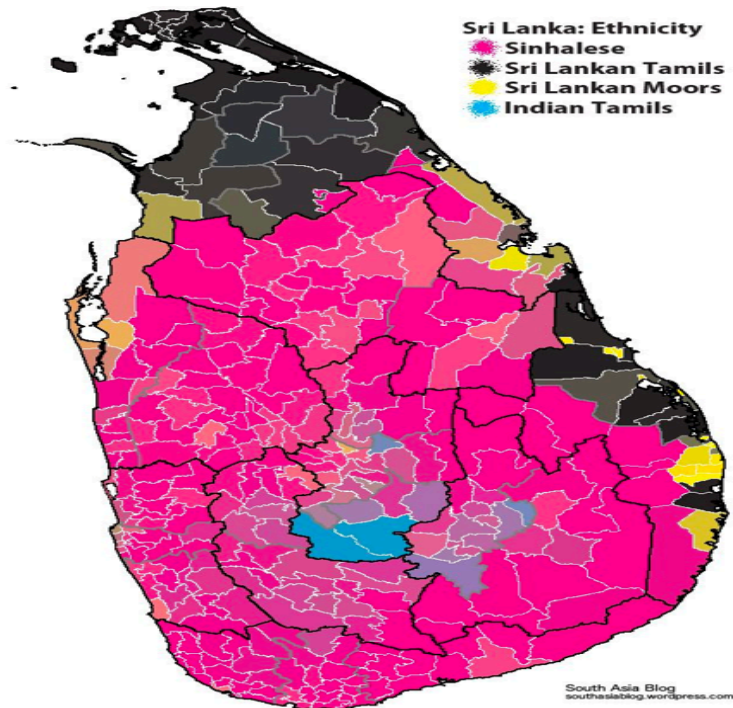 Sri Lanka: Ethnicity
Sinhalese
Sri Lankan Tamils
Sri Lankan Moors
Indian Tamils
South Asia Blog
southasiablog.wordpress.com